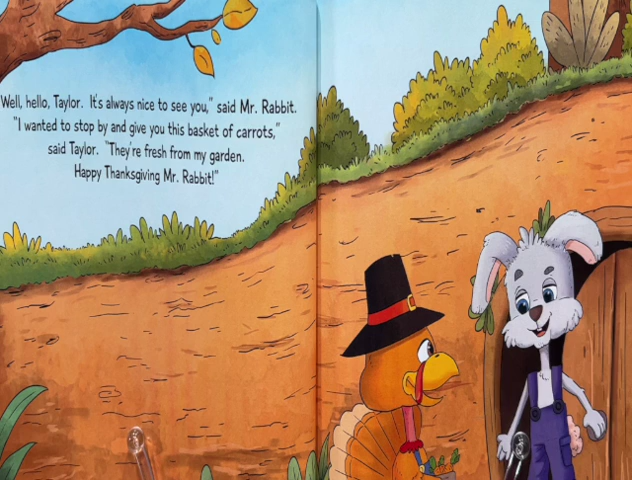 Well, hello, Taylor. It's always nice to see you," said Mr. Rabbit.
"I wanted to stop by and give you this basket of carrots,"
said Taylor. "They're fresh from my garden.
Happy Thanksgiving Mr. Rabbit!"